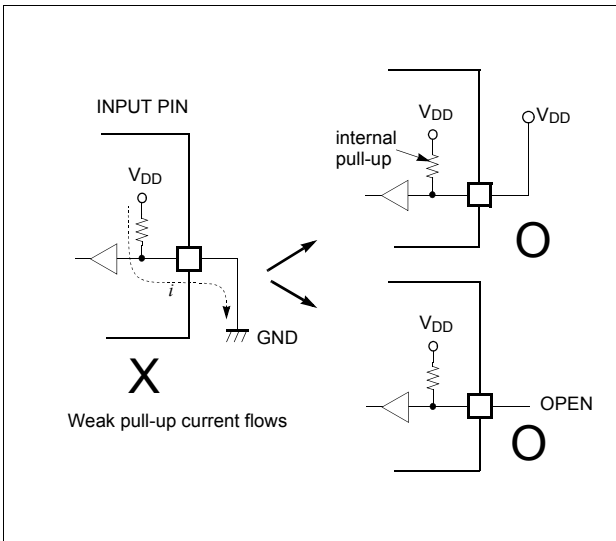 INPUT PIN
VDD
i
GND
X
Weak pull-up current flows
VDD
VDD
internal
pull-up
O
VDD
OPEN
O